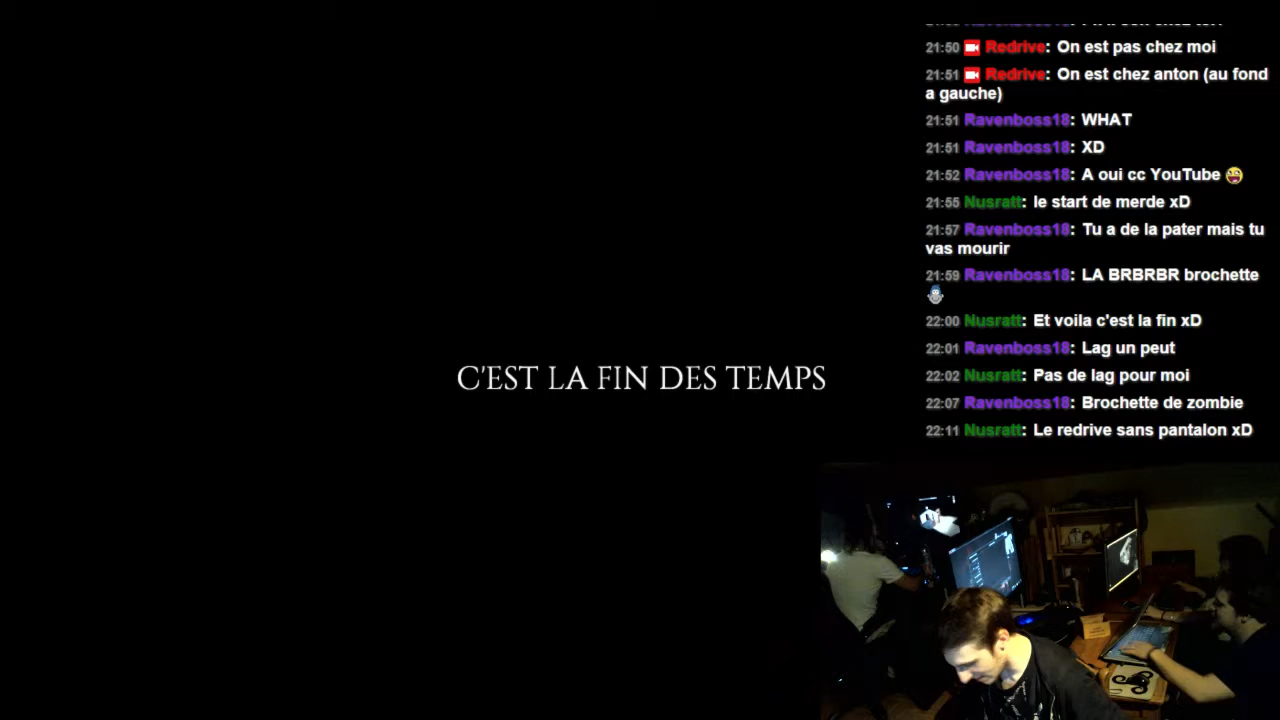 21:50 Redrive: On est pas chez moi
21:51 Redrive: On est chez anton (au fond
a gauche)
21:51 Ravenboss18: WHAT
21:51 Ravenboss18: XD
21:52 Ravenboss18: A oui cc YouTube
21:55 Nusratt: le start de merde xD
21:57 Ravenboss18: Tu a de la pater mais tu
vas mourir
21:59 Ravenboss18: LA BRBRBR brochette
22:00 Nusratt: Et voila c'est la fin xD
22:01 Ravenboss18: Lag un peut
22:02 Nusratt: Pas de lag pour moi
22:07 Ravenboss18: Brochette de zombie
22:11 Nusratt: Le redrive sans pantalon xD
C'EST LA FIN DES TEMPS